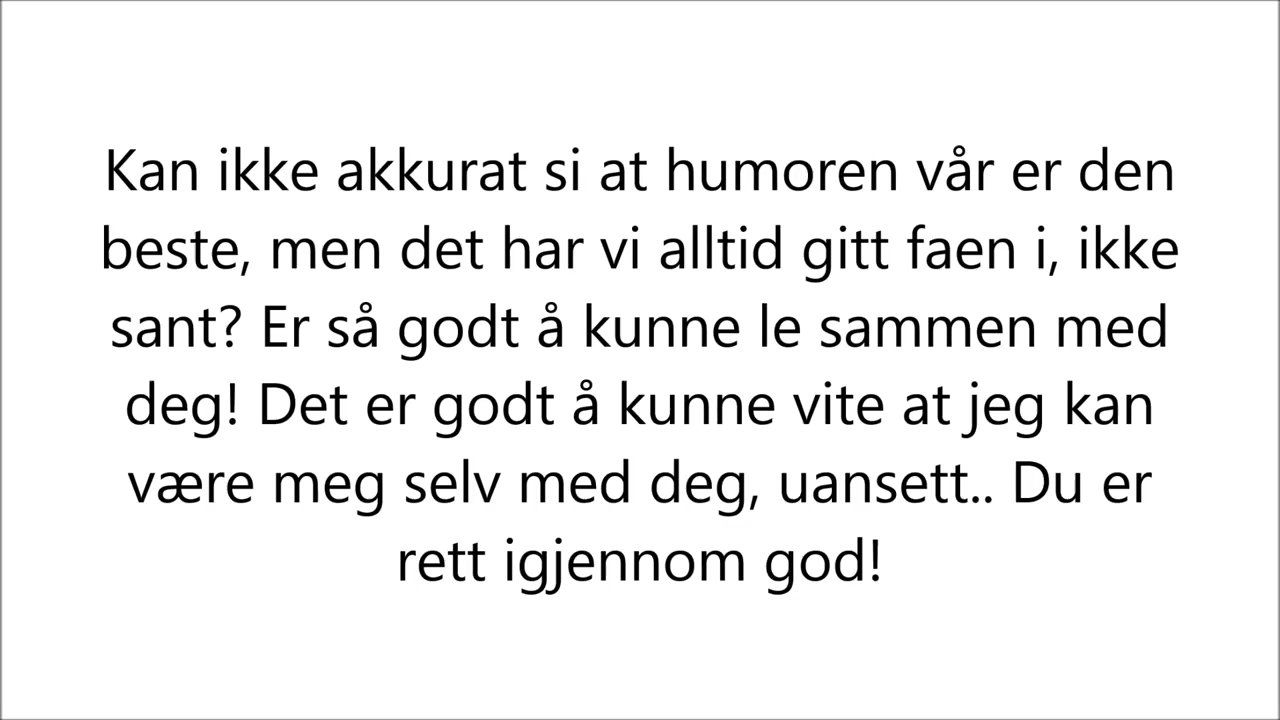 Kan ikke akkurat si at humoren vår er den
beste, men det har vi alltid gitt faen i, ikke
sant? Er så godt å kunne le sammen med
deg! Det er godt å kunne vite at jeg kan
være meg selv med deg, uansett.. Du er
rett igjennom god!